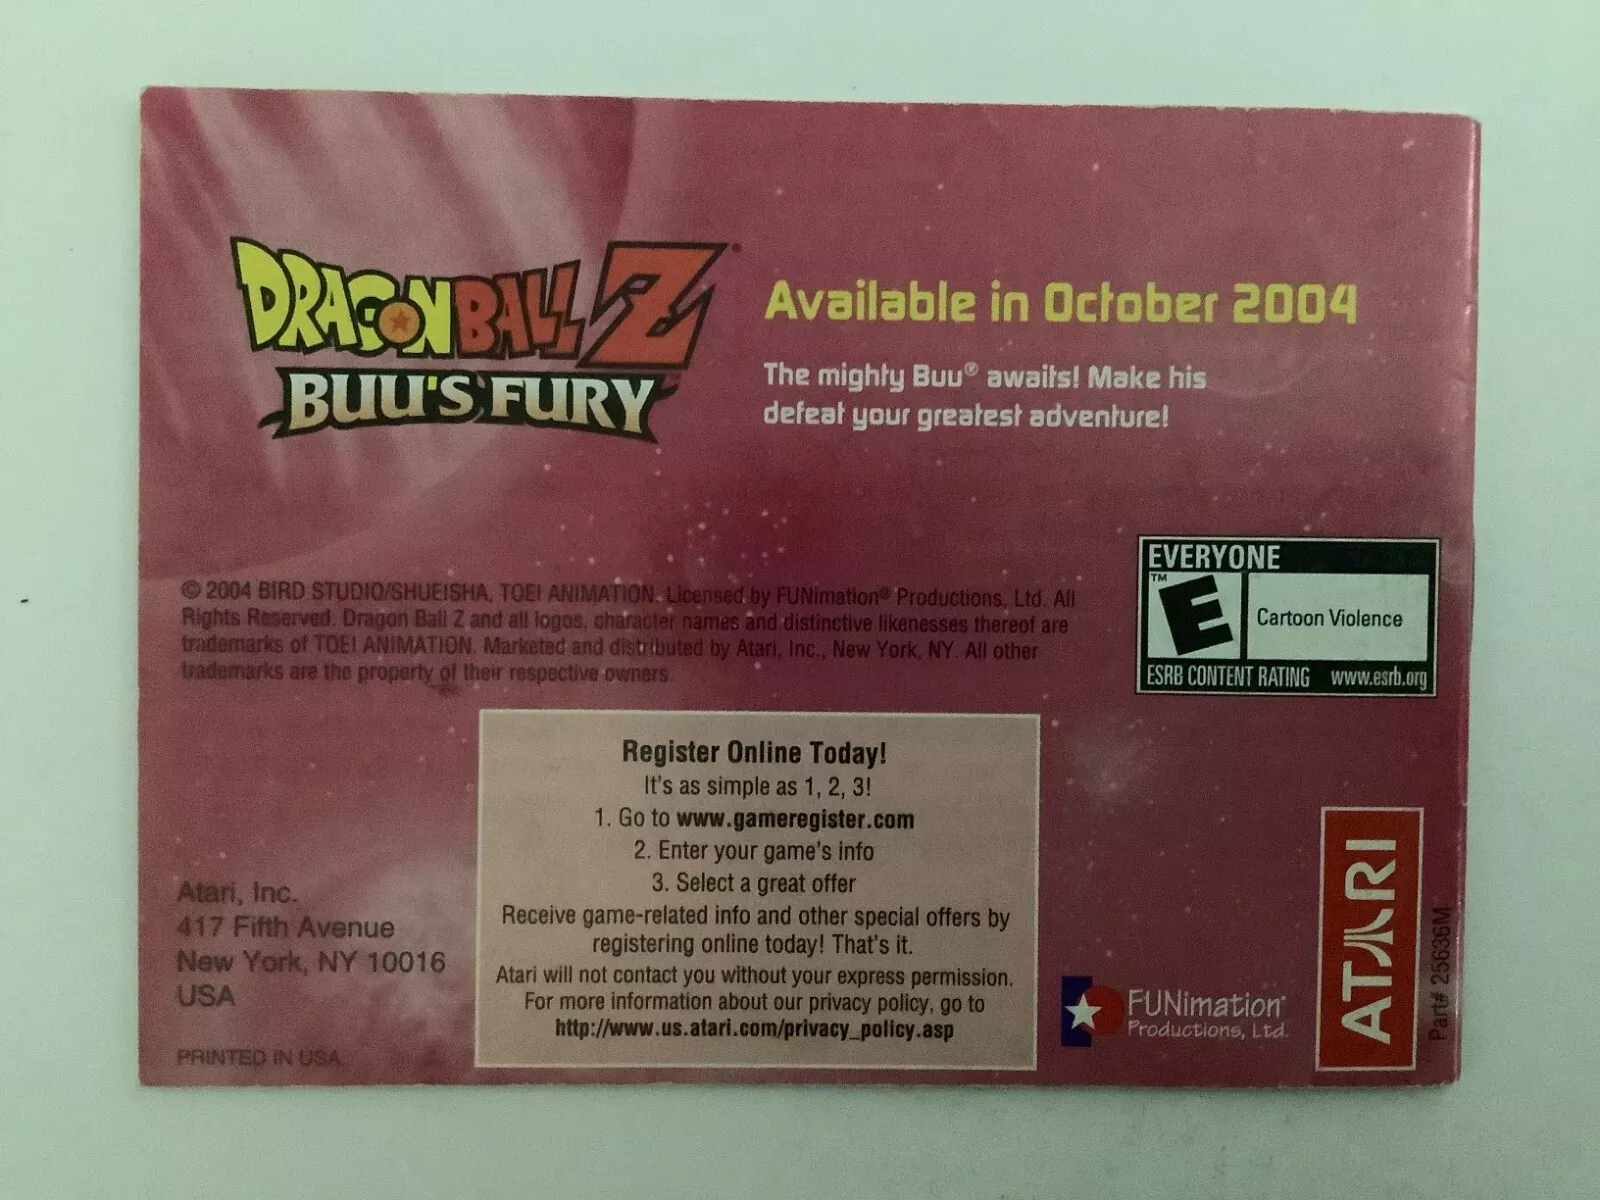 DRAGON BALL Z
BUU'S FURY™
Available in October 2004
The mighty Buu® awaits! Make his
defeat your greatest adventure!
© 2004 BIRD STUDIO/SHUEISHA, TOEI ANIMATION. Licensed by FUNimation® Productions, Ltd. All
Rights Reserved. Dragon Ball Z and all logos, character names and distinctive likenesses thereof are
trademarks of TOEI ANIMATION. Marketed and distributed by Atari, Inc., New York, NY. All other
trademarks are the property of their respective owners.
EVERYONE
™
E
Cartoon Violence
ESRB CONTENT RATING www.esrb.org
Register Online Today!
It's as simple as 1, 2, 3!
1. Go to www.gameregister.com
2. Enter your game's info
3. Select a great offer
Receive game-related info and other special offers by
registering online today! That's it.
Atari will not contact you without your express permission.
For more information about our privacy policy, go to
http://www.us.atari.com/privacy_policy.asp
Atari, Inc.
417 Fifth Avenue
New York, NY 10016
USA
PRINTED IN USA
FUNimation®
Productions, Ltd.
ATARI
Part# 25636M